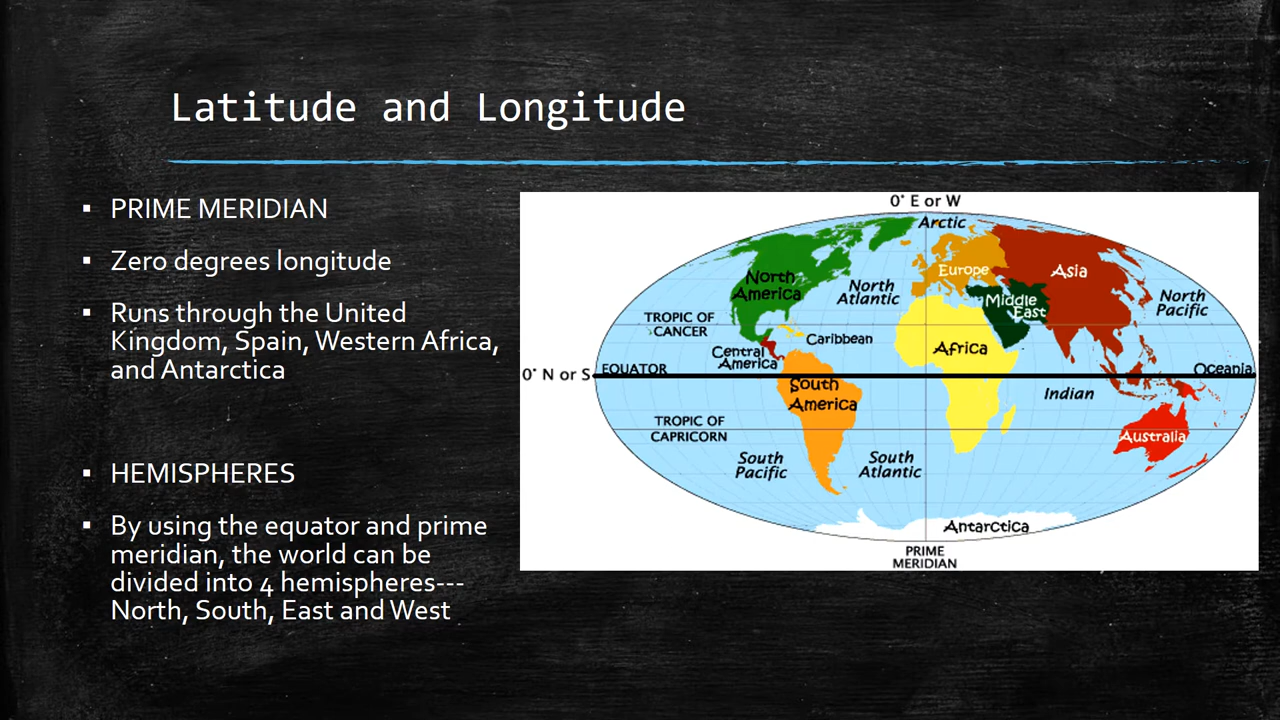 Latitude and Longitude
▪ PRIME MERIDIAN
▪ Zero degrees longitude
▪ Runs through the United
Kingdom, Spain, Western Africa,
and Antarctica
▪ HEMISPHERES
▪ By using the equator and prime
meridian, the world can be
divided into 4 hemispheres---
North, South, East and West
0° E or W
Arctic
North
America
Europe
Asia
North
Atlantic
Middle
East
North
Pacific
TROPIC OF
CANCER
Caribbean
Central
America
Africa
0° N or S
EQUATOR
Oceania
South
America
Indian
TROPIC OF
CAPRICORN
Australia
South
Pacific
South
Atlantic
Antarctica
PRIME
MERIDIAN